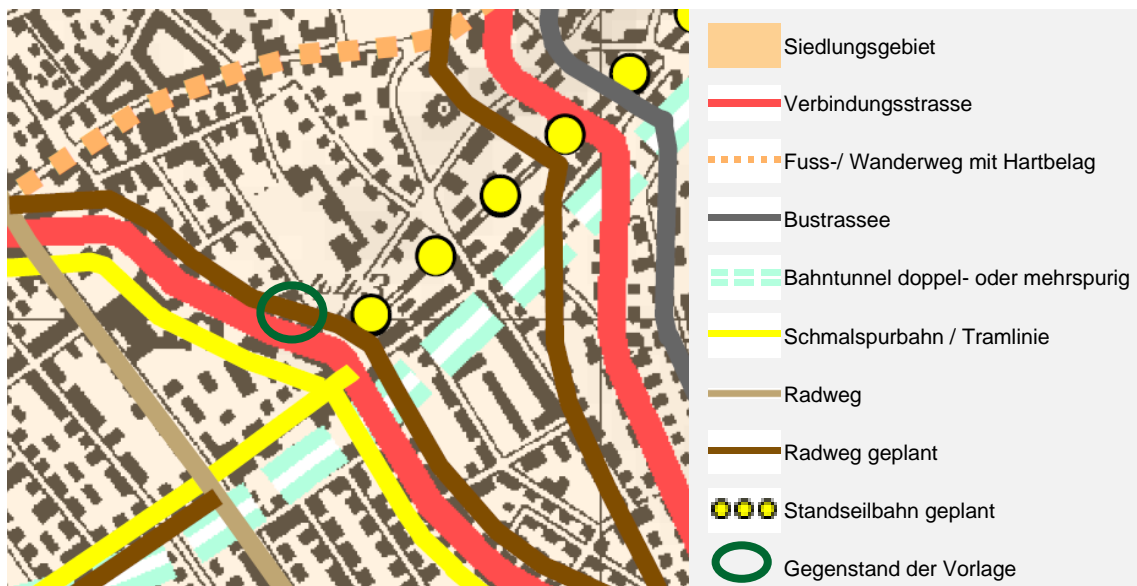 Siedlungsgebiet
Verbindungsstrasse
Fuss-/ Wanderweg mit Hartbelag
Bustrassee
Bahntunnel doppel- oder mehrspurig
Schmalspurbahn / Tramlinie
Radweg
Radweg geplant
Standseilbahn geplant
Gegenstand der Vorlage